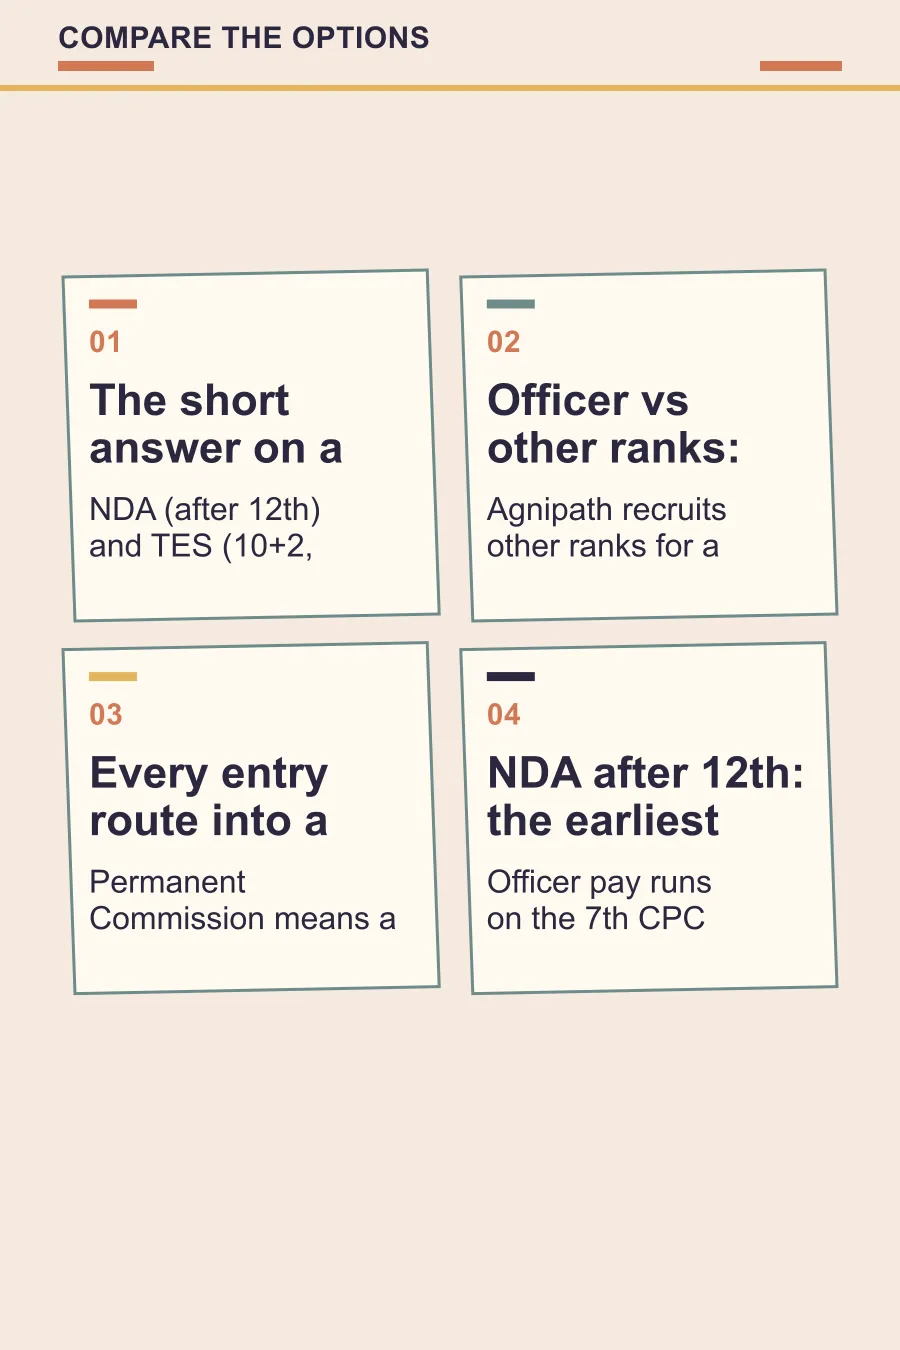 COMPARE THE OPTIONS
01
The short
answer on a
NDA (after 12th)
and TES (10+2,
02
Officer vs
other ranks:
Agnipath recruits
other ranks for a
03
Every entry
route into a
Permanent
Commission means a
04
NDA after 12th:
the earliest
Officer pay runs
on the 7th CPC